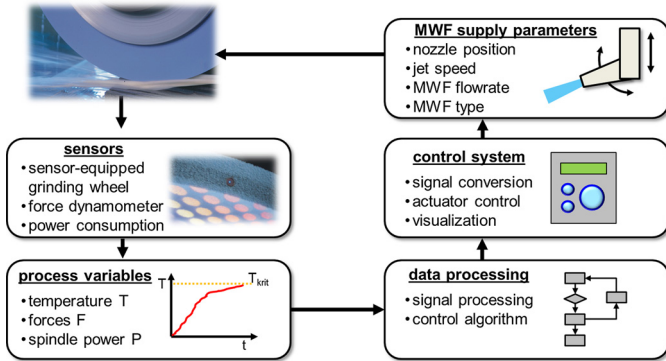 MWF supply parameters
• nozzle position
• jet speed
• MWF flowrate
• MWF type
sensors
• sensor-equipped
grinding wheel
• force dynamometer
• power consumption
control system
• signal conversion
• actuator control
• visualization
process variables
• temperature T
• forces F
• spindle power P
T
Tkrit
t
data processing
• signal processing
• control algorithm